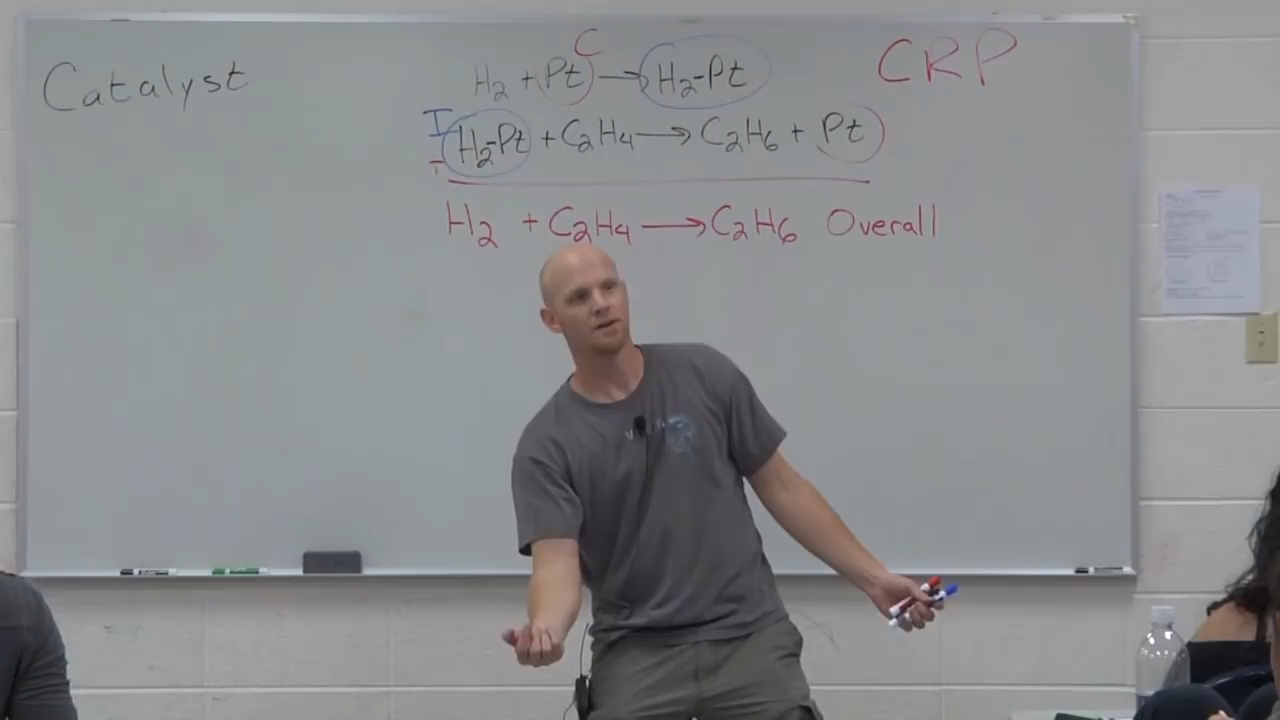 Catalyst
C
CRP
H₂ + Pt → H₂-Pt
I
H₂-Pt + C₂H₄ → C₂H₆ + Pt
H₂ + C₂H₄ → C₂H₆ Overall